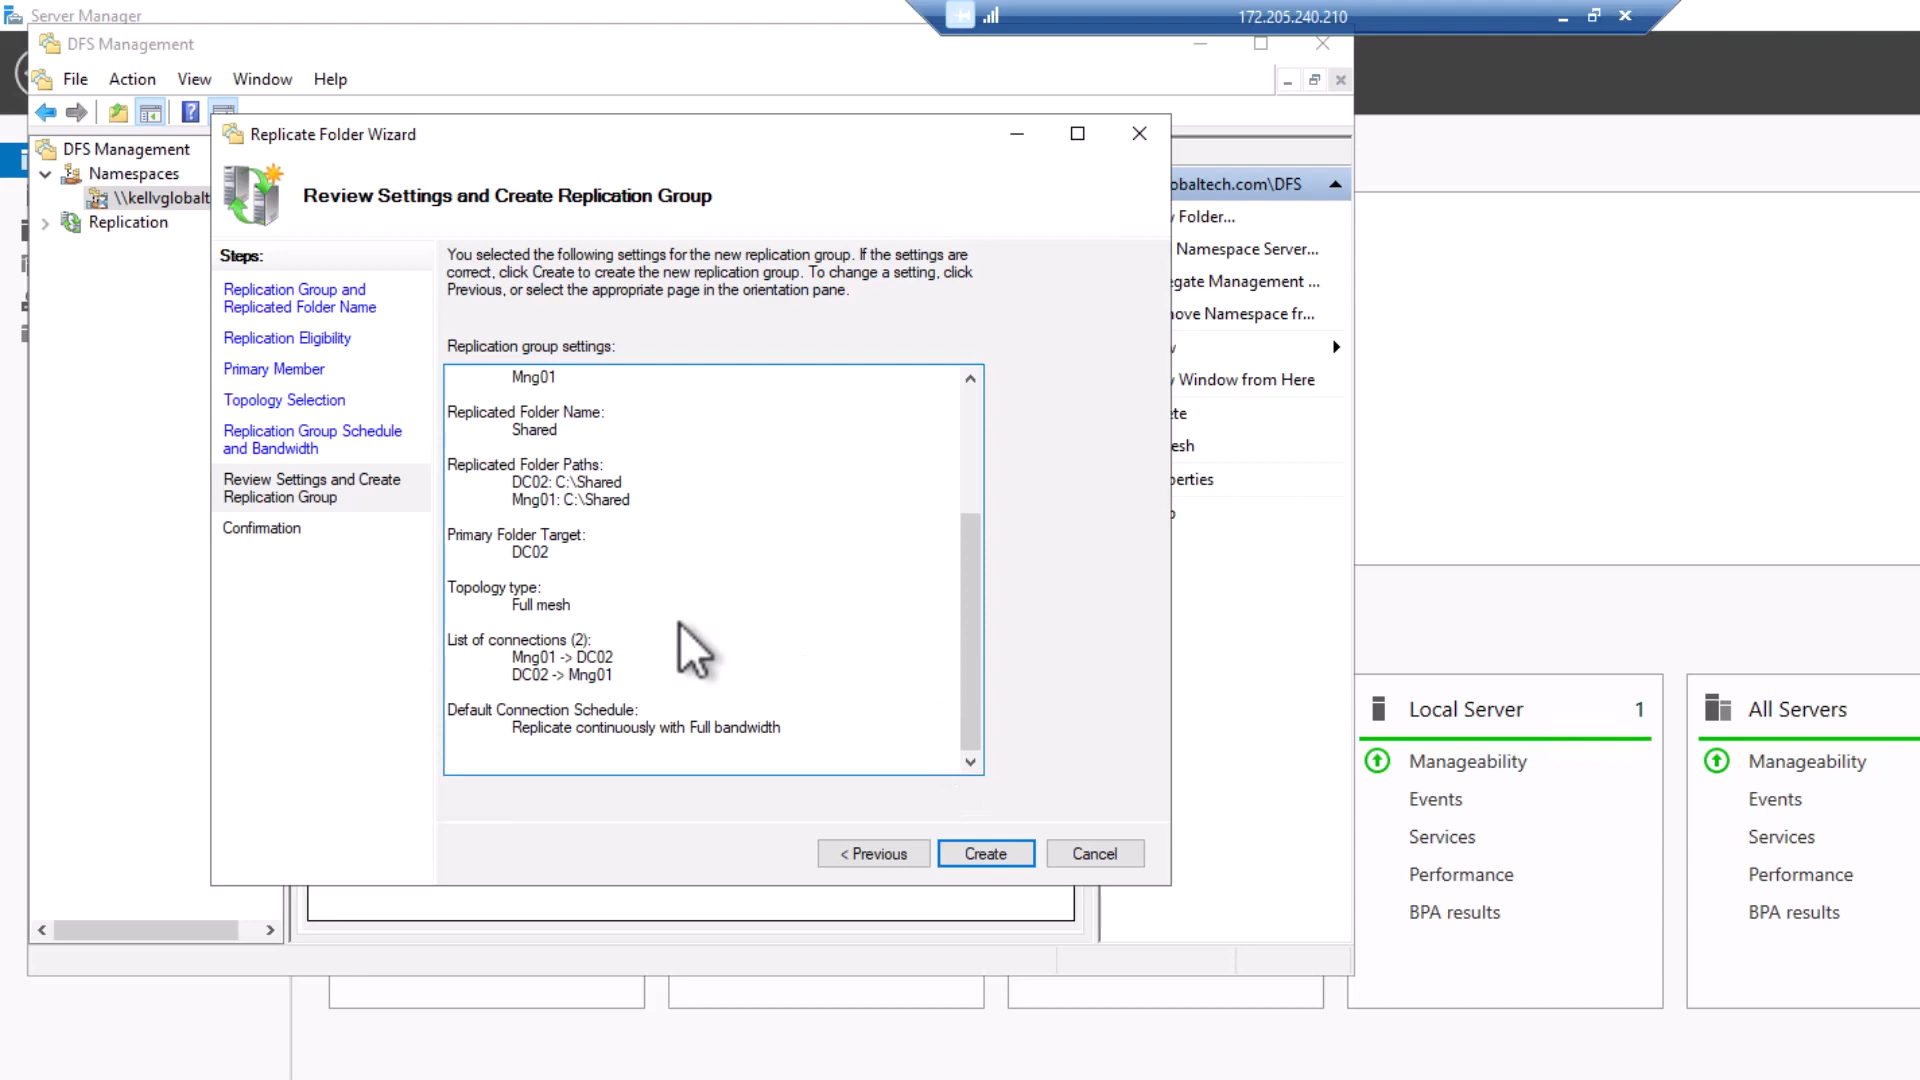 Server Manager
172.205.240.210
DFS Management
File Action View Window Help
DFS Management
Namespaces
\\kellvglobalt
Replication
Replicate Folder Wizard
Review Settings and Create Replication Group
Steps:
Replication Group and
Replicated Folder Name
Replication Eligibility
Primary Member
Topology Selection
Replication Group Schedule
and Bandwidth
Review Settings and Create
Replication Group
Confirmation
You selected the following settings for the new replication group. If the settings are
correct, click Create to create the new replication group. To change a setting, click
Previous, or select the appropriate page in the orientation pane.
Replication group settings:
Mng01
Replicated Folder Name:
Shared
Replicated Folder Paths:
DC02: C:\Shared
Mng01: C:\Shared
Primary Folder Target:
DC02
Topology type:
Full mesh
List of connections (2):
Mng01 -> DC02
DC02 -> Mng01
Default Connection Schedule:
Replicate continuously with Full bandwidth
< Previous
Create
Cancel
obaltech.com\DFS
Folder...
Namespace Server...
egate Management ...
ove Namespace fr...
Window from Here
ete
esh
perties
Local Server 1
Manageability
Events
Services
Performance
BPA results
All Servers
Manageability
Events
Services
Performance
BPA results